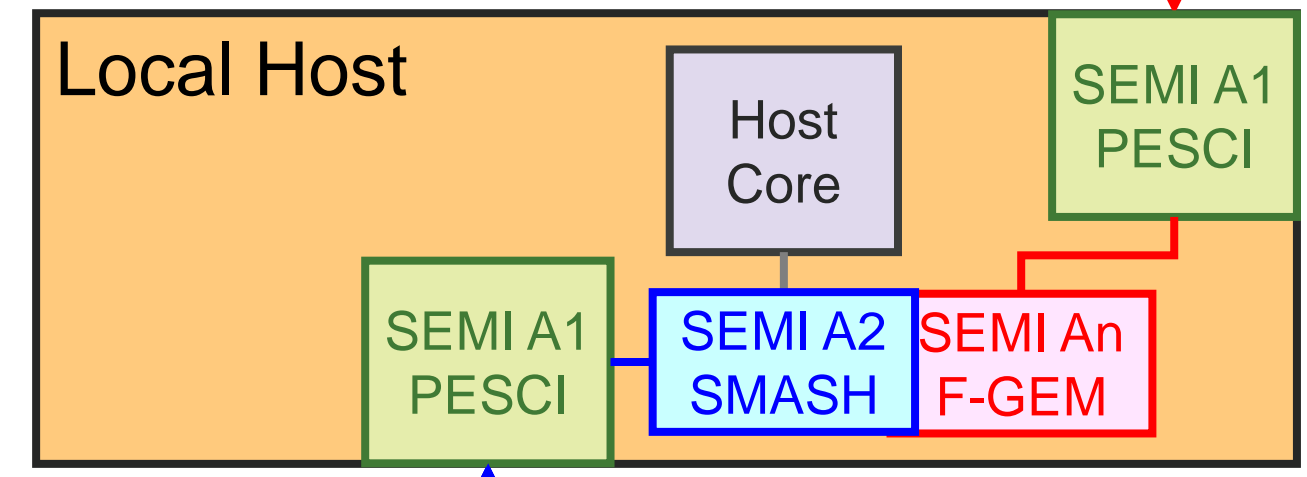 Local Host
Host
Core
SEMI A1
PESCI
SEMI A1
PESCI
SEMI A2
SMASH
SEMI An
F-GEM